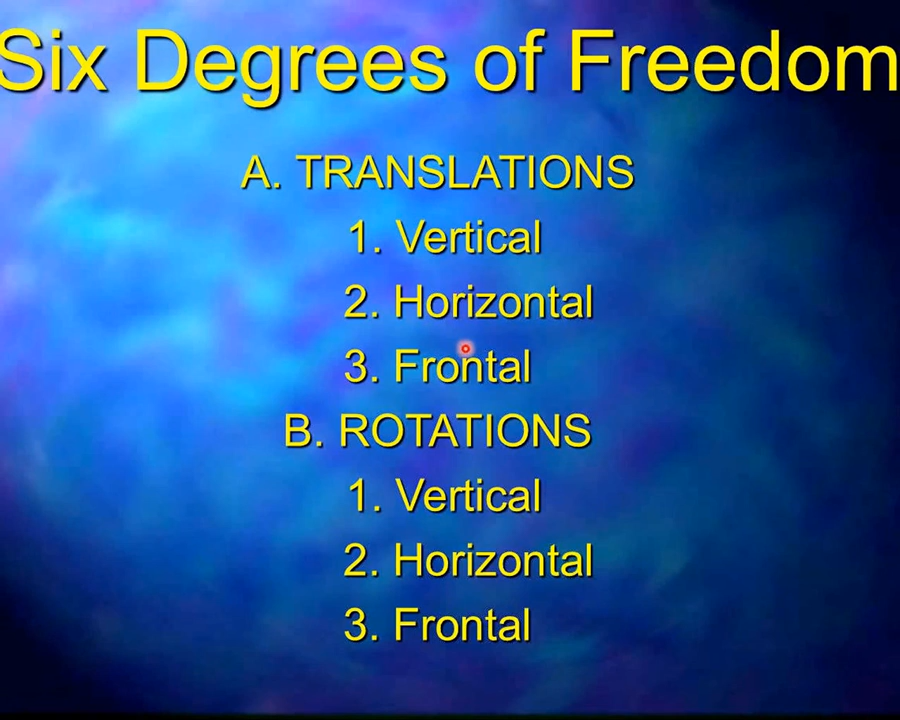 Six Degrees of Freedom
A. TRANSLATIONS
1. Vertical
2. Horizontal
3. Frontal
B. ROTATIONS
1. Vertical
2. Horizontal
3. Frontal